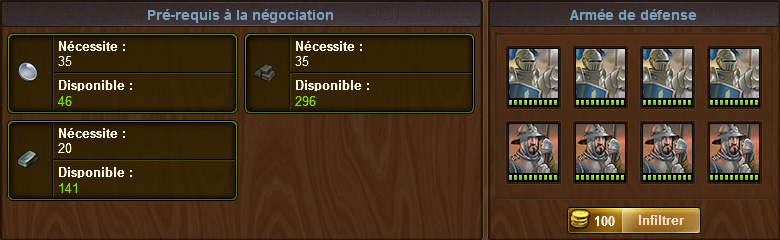 Pré-requis à la négociation
Nécessite :
35
Disponible :
46
Nécessite :
35
Disponible :
296
Nécessite :
20
Disponible :
141
Armée de défense
100 Infiltrer